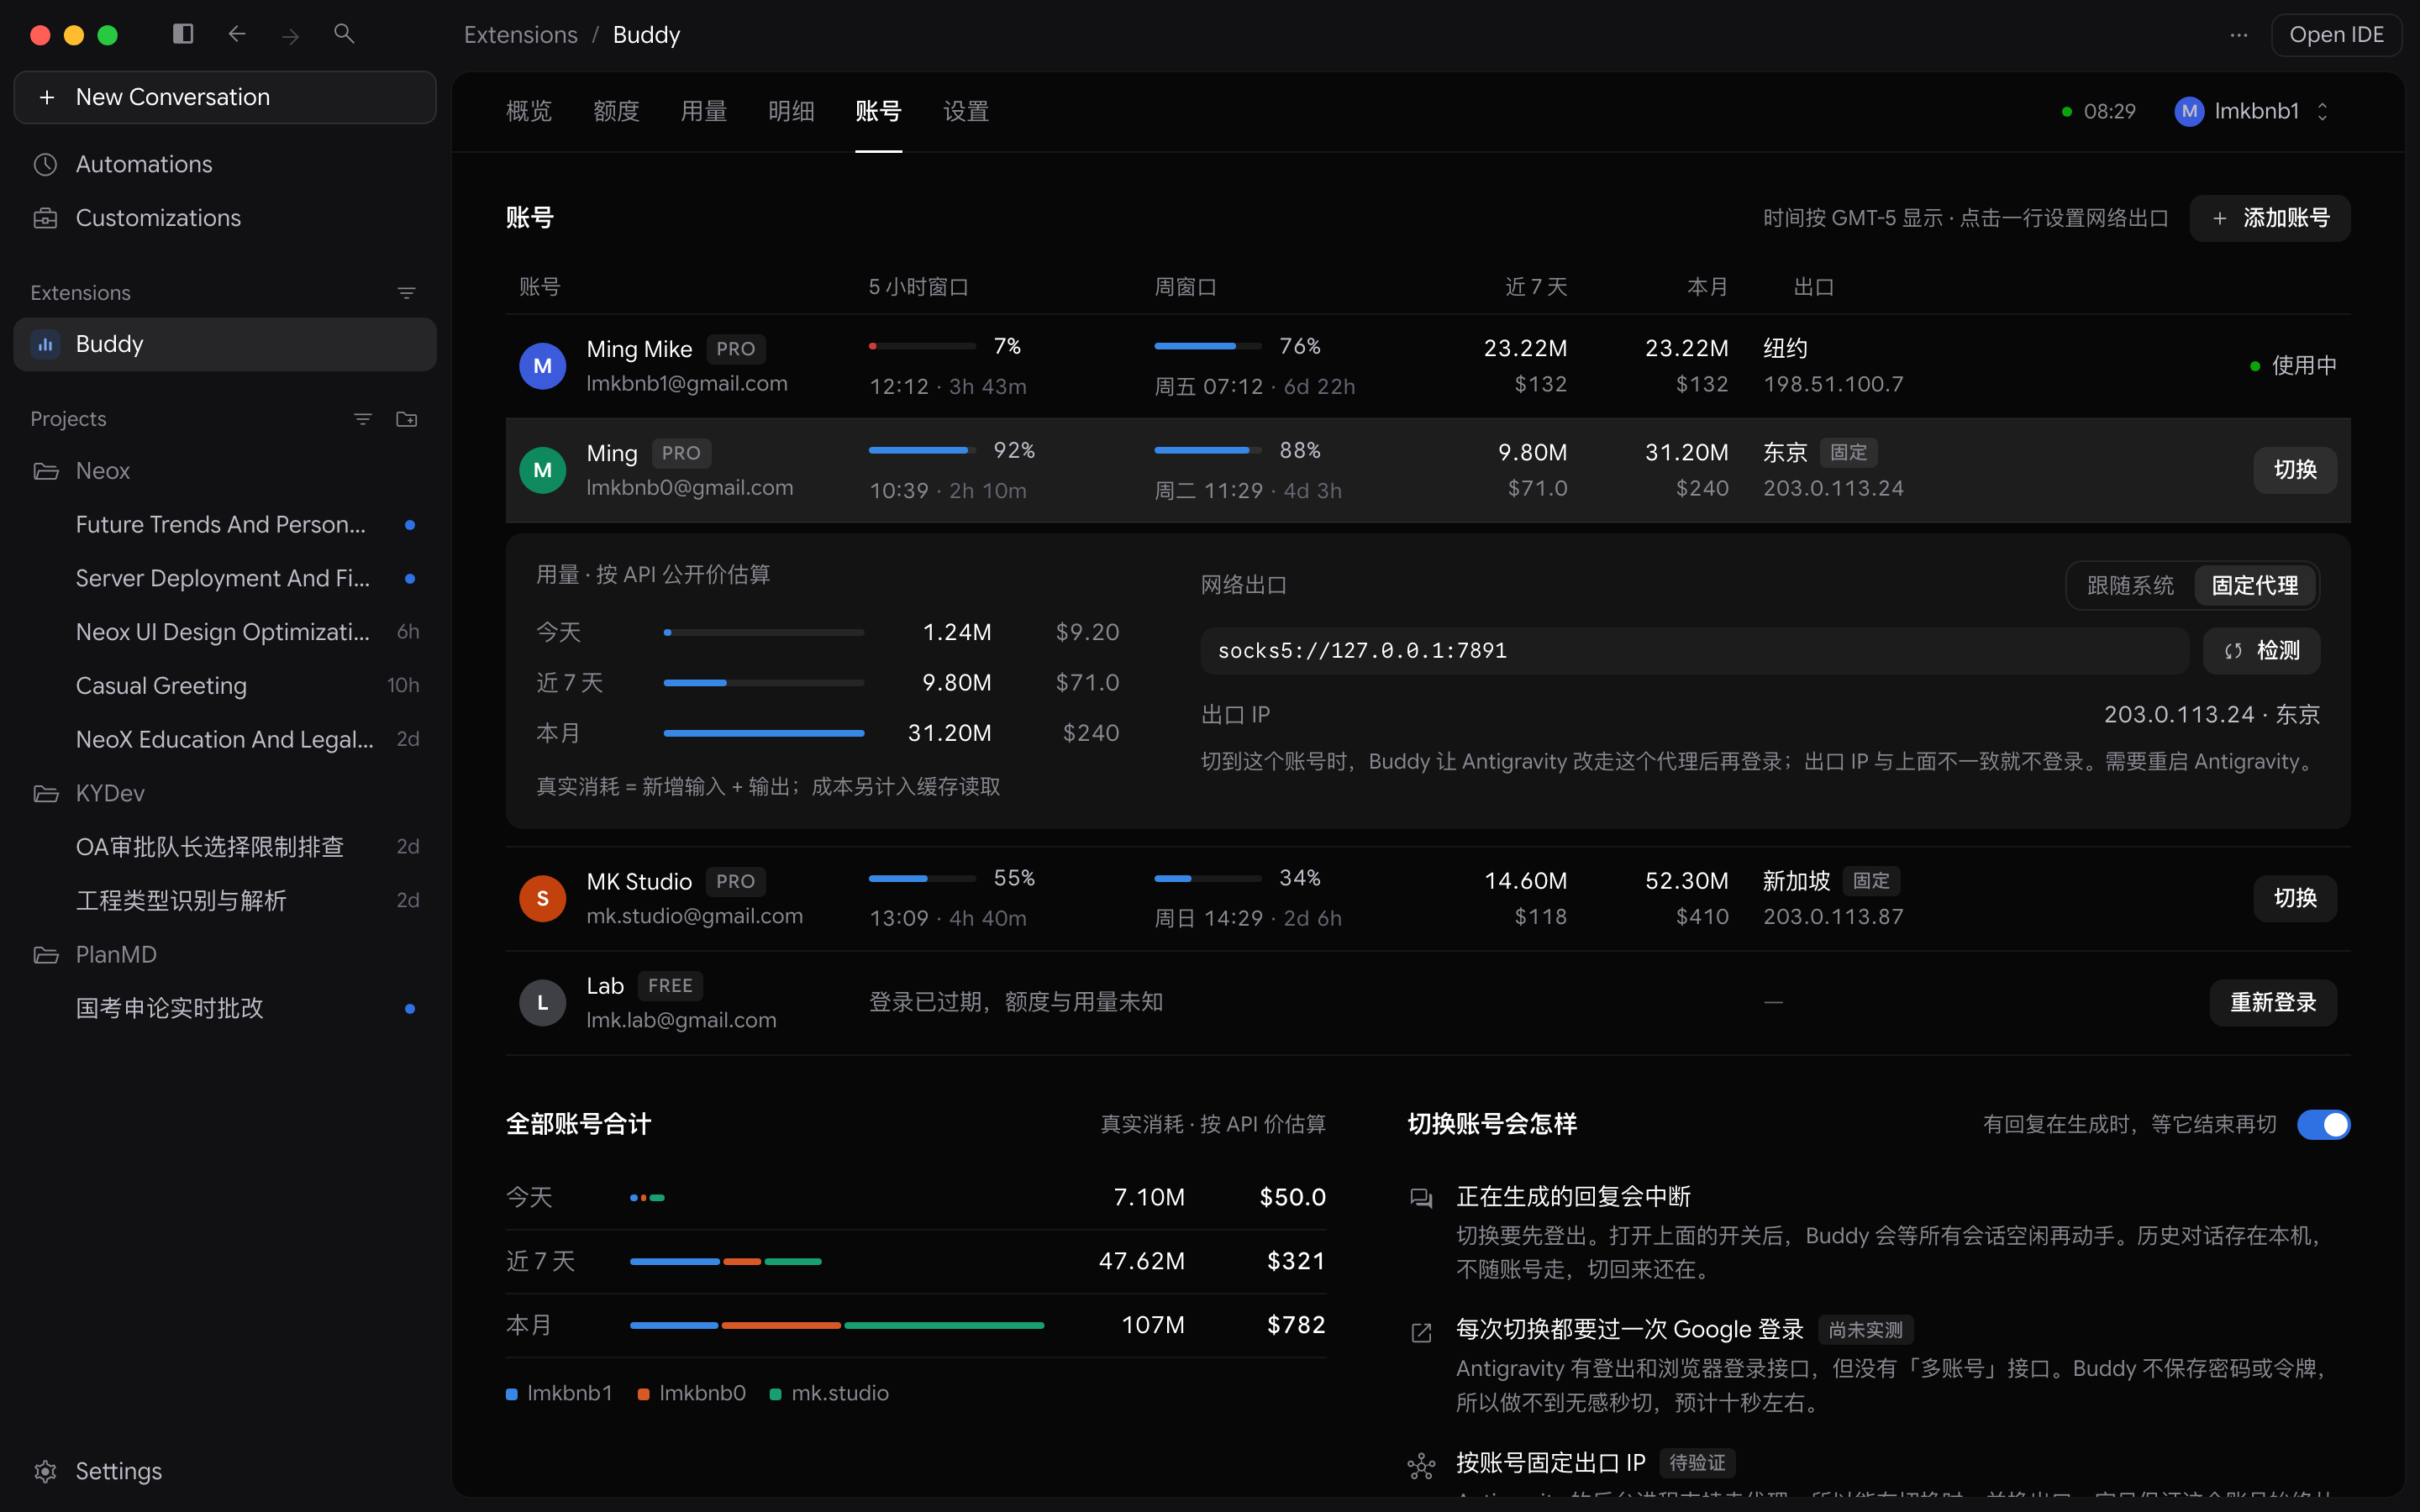 Extensions / Buddy
Open IDE
New Conversation
Automations
Customizations
Extensions
Buddy
Projects
Neox
Future Trends And Person...
Server Deployment And Fi...
Neox UI Design Optimizati... 6h
Casual Greeting 10h
NeoX Education And Legal... 2d
KYDev
OA审批队长选择限制排查 2d
工程类型识别与解析 2d
PlanMD
国考申论实时批改
Settings
概览 额度 用量 明细 账号 设置
08:29 M lmkbnb1
账号
时间按 GMT-5 显示 · 点击一行设置网络出口
添加账号
账号 5 小时窗口 周窗口 近 7 天 本月 出口
M Ming Mike PRO 7% 76% 23.22M 23.22M 纽约
lmkbnb1@gmail.com 12:12 · 3h 43m 周五 07:12 · 6d 22h $132 $132 198.51.100.7
使用中
M Ming PRO 92% 88% 9.80M 31.20M 东京 固定
lmkbnb0@gmail.com 10:39 · 2h 10m 周二 11:29 · 4d 3h $71.0 $240 203.0.113.24
切换
用量 · 按 API 公开价估算
今天 1.24M $9.20
近 7 天 9.80M $71.0
本月 31.20M $240
真实消耗 = 新增输入 + 输出；成本另计入缓存读取
网络出口 跟随系统 固定代理
socks5://127.0.0.1:7891 检测
出口 IP 203.0.113.24 · 东京
切到这个账号时，Buddy 让 Antigravity 改走这个代理后再登录；出口 IP 与上面不一致就不登录。需要重启 Antigravity。
S MK Studio PRO 55% 34% 14.60M 52.30M 新加坡 固定
mk.studio@gmail.com 13:09 · 4h 40m 周日 14:29 · 2d 6h $118 $410 203.0.113.87
切换
L Lab FREE 登录已过期，额度与用量未知 —
lmk.lab@gmail.com
重新登录
全部账号合计 真实消耗 · 按 API 价估算
今天 7.10M $50.0
近 7 天 47.62M $321
本月 107M $782
lmkbnb1 lmkbnb0 mk.studio
切换账号会怎样 有回复在生成时，等它结束再切
正在生成的回复会中断
切换要先登出。打开上面的开关后，Buddy 会等所有会话空闲再动手。历史对话存在本机，
不随账号走，切回来还在。
每次切换都要过一次 Google 登录 尚未实测
Antigravity 有登出和浏览器登录接口，但没有「多账号」接口。Buddy 不保存密码或令牌，
所以做不到无感秒切，预计十秒左右。
按账号固定出口 IP 待验证